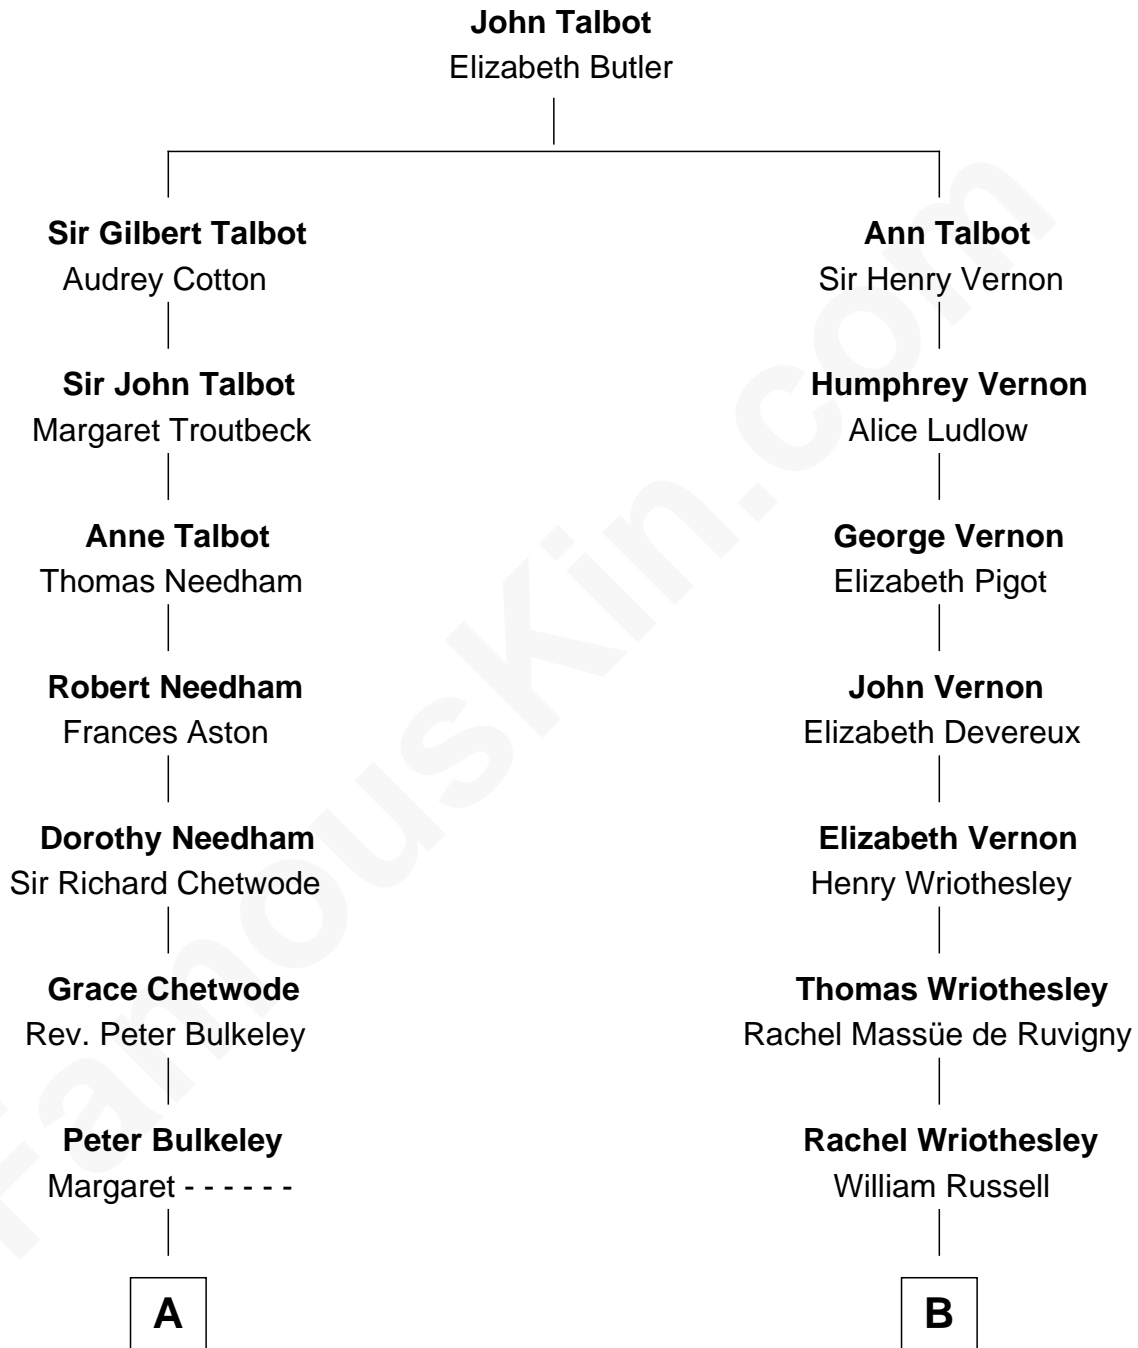 John Talbot
Elizabeth Butler
Sir Gilbert Talbot
Audrey Cotton
Sir John Talbot
Margaret Troutbeck
Anne Talbot
Thomas Needham
Robert Needham
Frances Aston
Dorothy Needham
Sir Richard Chetwode
Grace Chetwode
Rev. Peter Bulkeley
Peter Bulkeley
Margaret - - - - - -
A
Ann Talbot
Sir Henry Vernon
Humphrey Vernon
Alice Ludlow
George Vernon
Elizabeth Pigot
John Vernon
Elizabeth Devereux
Elizabeth Vernon
Henry Wriothesley
Thomas Wriothesley
Rachel Massüe de Ruvigny
Rachel Wriothesley
William Russell
B
FamousKin.com